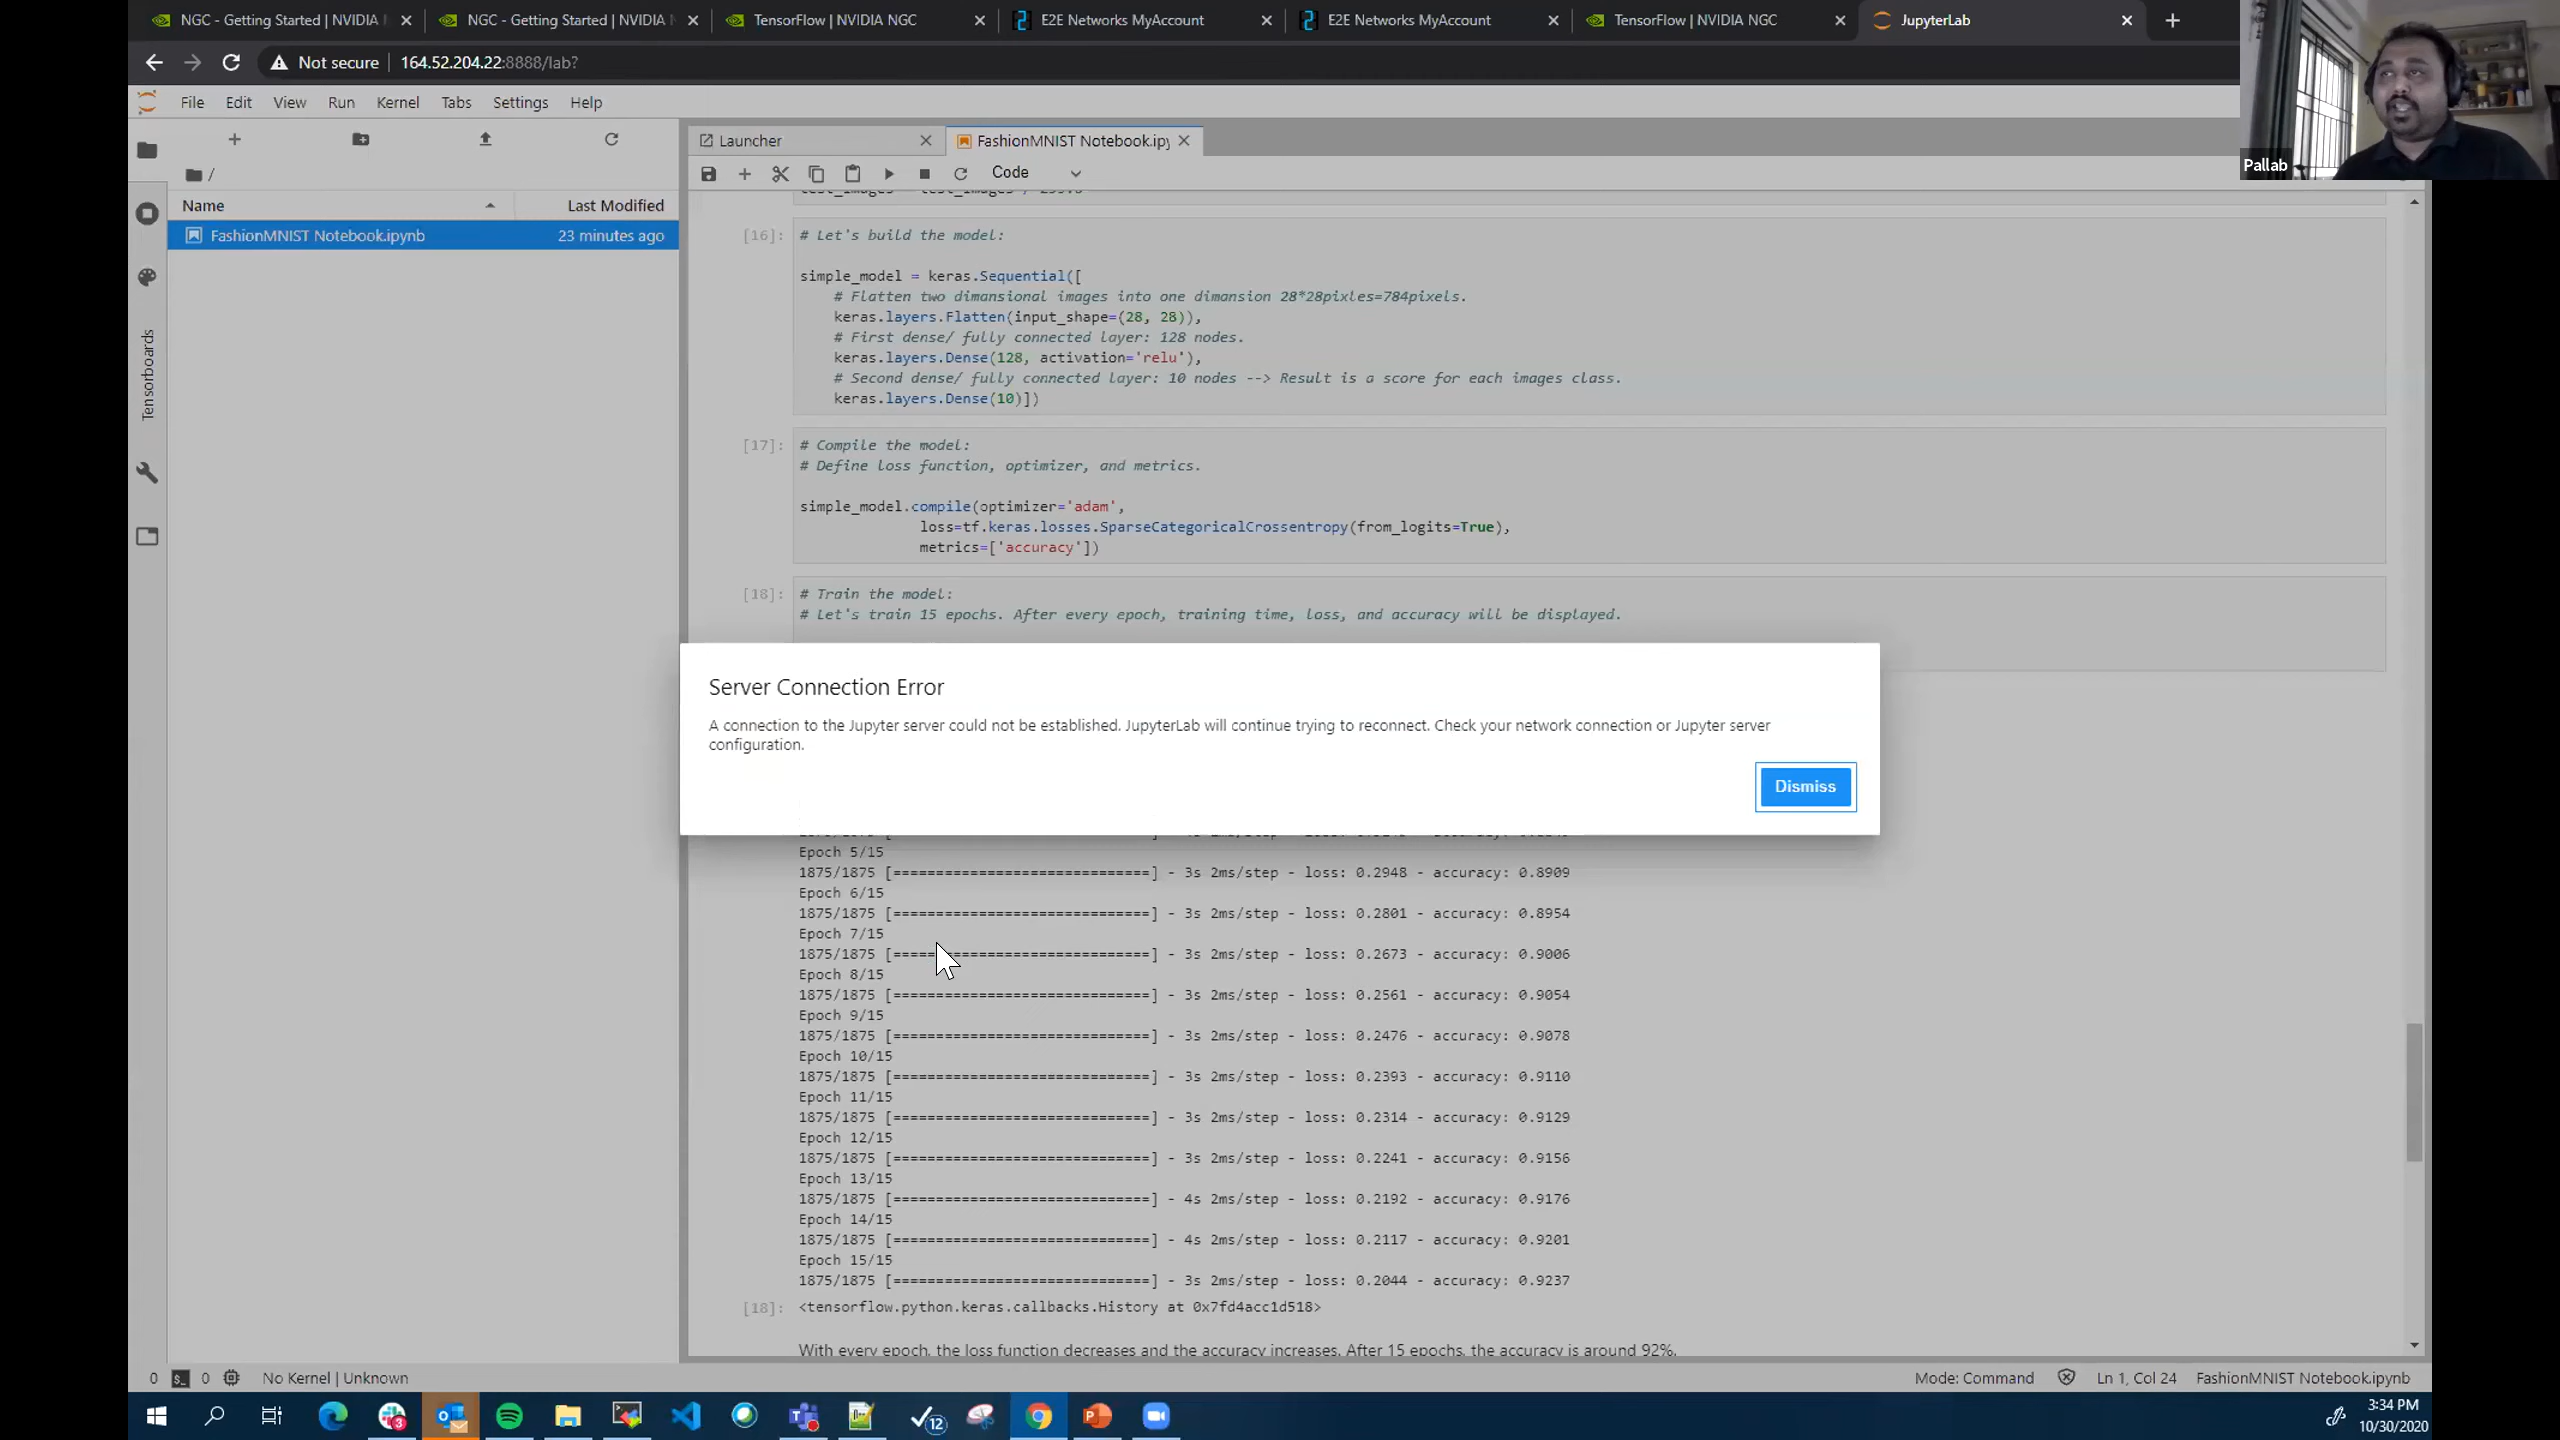 NGC - Getting Started | NVIDIA
NGC - Getting Started | NVIDIA
TensorFlow | NVIDIA NGC
E2E Networks MyAccount
E2E Networks MyAccount
TensorFlow | NVIDIA NGC
JupyterLab
Not secure
164.52.204.22:8888/lab?
File Edit View Run Kernel Tabs Settings Help
Pallab
Launcher
FashionMNIST Notebook.ipy
/
Code
Name
Last Modified
FashionMNIST Notebook.ipynb
23 minutes ago
Tensorboards
[16]:
# Let's build the model:
simple_model = keras.Sequential([
# Flatten two dimansional images into one dimansion 28*28pixles=784pixels.
keras.layers.Flatten(input_shape=(28, 28)),
# First dense/ fully connected layer: 128 nodes.
keras.layers.Dense(128, activation='relu'),
# Second dense/ fully connected layer: 10 nodes --> Result is a score for each images class.
keras.layers.Dense(10)])
[17]:
# Compile the model:
# Define loss function, optimizer, and metrics.
simple_model.compile(optimizer='adam',
loss=tf.keras.losses.SparseCategoricalCrossentropy(from_logits=True),
metrics=['accuracy'])
[18]:
# Train the model:
# Let's train 15 epochs. After every epoch, training time, loss, and accuracy will be displayed.
Server Connection Error
A connection to the Jupyter server could not be established. JupyterLab will continue trying to reconnect. Check your network connection or Jupyter server
configuration.
Dismiss
Epoch 5/15
1875/1875 [==============================] - 3s 2ms/step - loss: 0.2948 - accuracy: 0.8909
Epoch 6/15
1875/1875 [==============================] - 3s 2ms/step - loss: 0.2801 - accuracy: 0.8954
Epoch 7/15
1875/1875 [==============================] - 3s 2ms/step - loss: 0.2673 - accuracy: 0.9006
Epoch 8/15
1875/1875 [==============================] - 3s 2ms/step - loss: 0.2561 - accuracy: 0.9054
Epoch 9/15
1875/1875 [==============================] - 3s 2ms/step - loss: 0.2476 - accuracy: 0.9078
Epoch 10/15
1875/1875 [==============================] - 3s 2ms/step - loss: 0.2393 - accuracy: 0.9110
Epoch 11/15
1875/1875 [==============================] - 3s 2ms/step - loss: 0.2314 - accuracy: 0.9129
Epoch 12/15
1875/1875 [==============================] - 3s 2ms/step - loss: 0.2241 - accuracy: 0.9156
Epoch 13/15
1875/1875 [==============================] - 4s 2ms/step - loss: 0.2192 - accuracy: 0.9176
Epoch 14/15
1875/1875 [==============================] - 4s 2ms/step - loss: 0.2117 - accuracy: 0.9201
Epoch 15/15
1875/1875 [==============================] - 3s 2ms/step - loss: 0.2044 - accuracy: 0.9237
[18]: <tensorflow.python.keras.callbacks.History at 0x7fd4acc1d518>
With every epoch, the loss function decreases and the accuracy increases. After 15 epochs, the accuracy is around 92%.
0
0
No Kernel | Unknown
Mode: Command
Ln 1, Col 24
FashionMNIST Notebook.ipynb
3
12
3:34 PM
10/30/2020